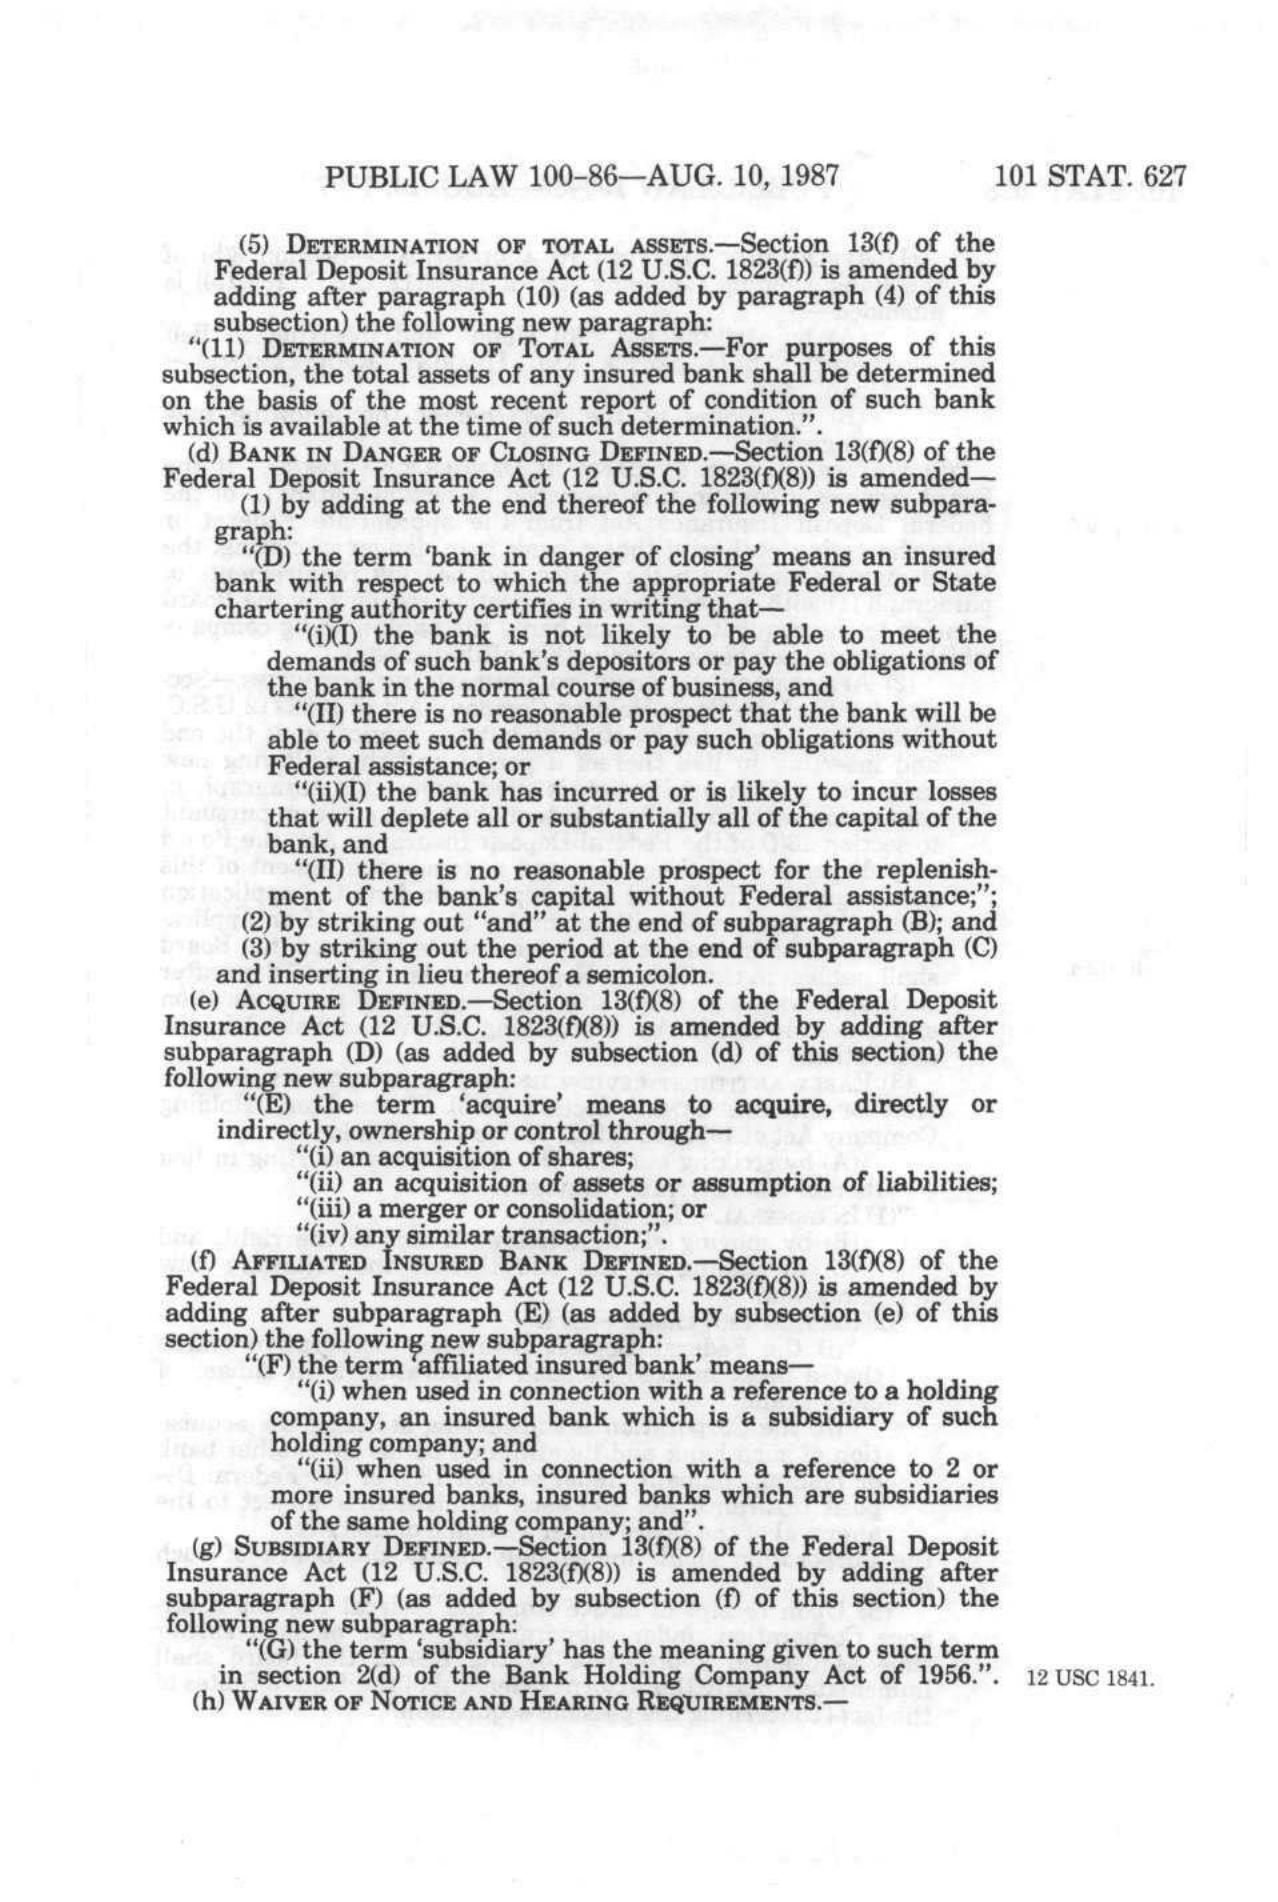 PUBLIC LAW 100-86—AUG. 10, 1987 101 STAT. 627
(5) DETERMINATION OF TOTAL ASSETS.—Section 13(f) of the
Federal Deposit Insurance Act (12 U.S.C. 1823(f)) is amended by
adding after paragraph (10) (as added by paragraph (4) of this
subsection) the following new paragraph:
“(11) DETERMINATION OF TOTAL ASSETS.—For purposes of this
subsection, the total assets of any insured bank shall be determined
on the basis of the most recent report of condition of such bank
which is available at the time of such determination.”.
(d) BANK IN DANGER OF CLOSING DEFINED.—Section 13(f)(8) of the
Federal Deposit Insurance Act (12 U.S.C. 1823(f)(8)) is amended—
(1) by adding at the end thereof the following new subpara-
graph:
“(D) the term ‘bank in danger of closing’ means an insured
bank with respect to which the appropriate Federal or State
chartering authority certifies in writing that—
“(i)(I) the bank is not likely to be able to meet the
demands of such bank’s depositors or pay the obligations of
the bank in the normal course of business, and
“(II) there is no reasonable prospect that the bank will be
able to meet such demands or pay such obligations without
Federal assistance; or
“(ii)(I) the bank has incurred or is likely to incur losses
that will deplete all or substantially all of the capital of the
bank, and
“(II) there is no reasonable prospect for the replenish-
ment of the bank’s capital without Federal assistance;”;
(2) by striking out “and” at the end of subparagraph (B); and
(3) by striking out the period at the end of subparagraph (C)
and inserting in lieu thereof a semicolon.
(e) ACQUIRE DEFINED.—Section 13(f)(8) of the Federal Deposit
Insurance Act (12 U.S.C. 1823(f)(8)) is amended by adding after
subparagraph (D) (as added by subsection (d) of this section) the
following new subparagraph:
“(E) the term ‘acquire’ means to acquire, directly or
indirectly, ownership or control through—
“(i) an acquisition of shares;
“(ii) an acquisition of assets or assumption of liabilities;
“(iii) a merger or consolidation; or
“(iv) any similar transaction;”.
(f) AFFILIATED INSURED BANK DEFINED.—Section 13(f)(8) of the
Federal Deposit Insurance Act (12 U.S.C. 1823(f)(8)) is amended by
adding after subparagraph (E) (as added by subsection (e) of this
section) the following new subparagraph:
“(F) the term ‘affiliated insured bank’ means—
“(i) when used in connection with a reference to a holding
company, an insured bank which is a subsidiary of such
holding company; and
“(ii) when used in connection with a reference to 2 or
more insured banks, insured banks which are subsidiaries
of the same holding company; and”.
(g) SUBSIDIARY DEFINED.—Section 13(f)(8) of the Federal Deposit
Insurance Act (12 U.S.C. 1823(f)(8)) is amended by adding after
subparagraph (F) (as added by subsection (f) of this section) the
following new subparagraph:
“(G) the term ‘subsidiary’ has the meaning given to such term
in section 2(d) of the Bank Holding Company Act of 1956.”. 12 USC 1841.
(h) WAIVER OF NOTICE AND HEARING REQUIREMENTS.—